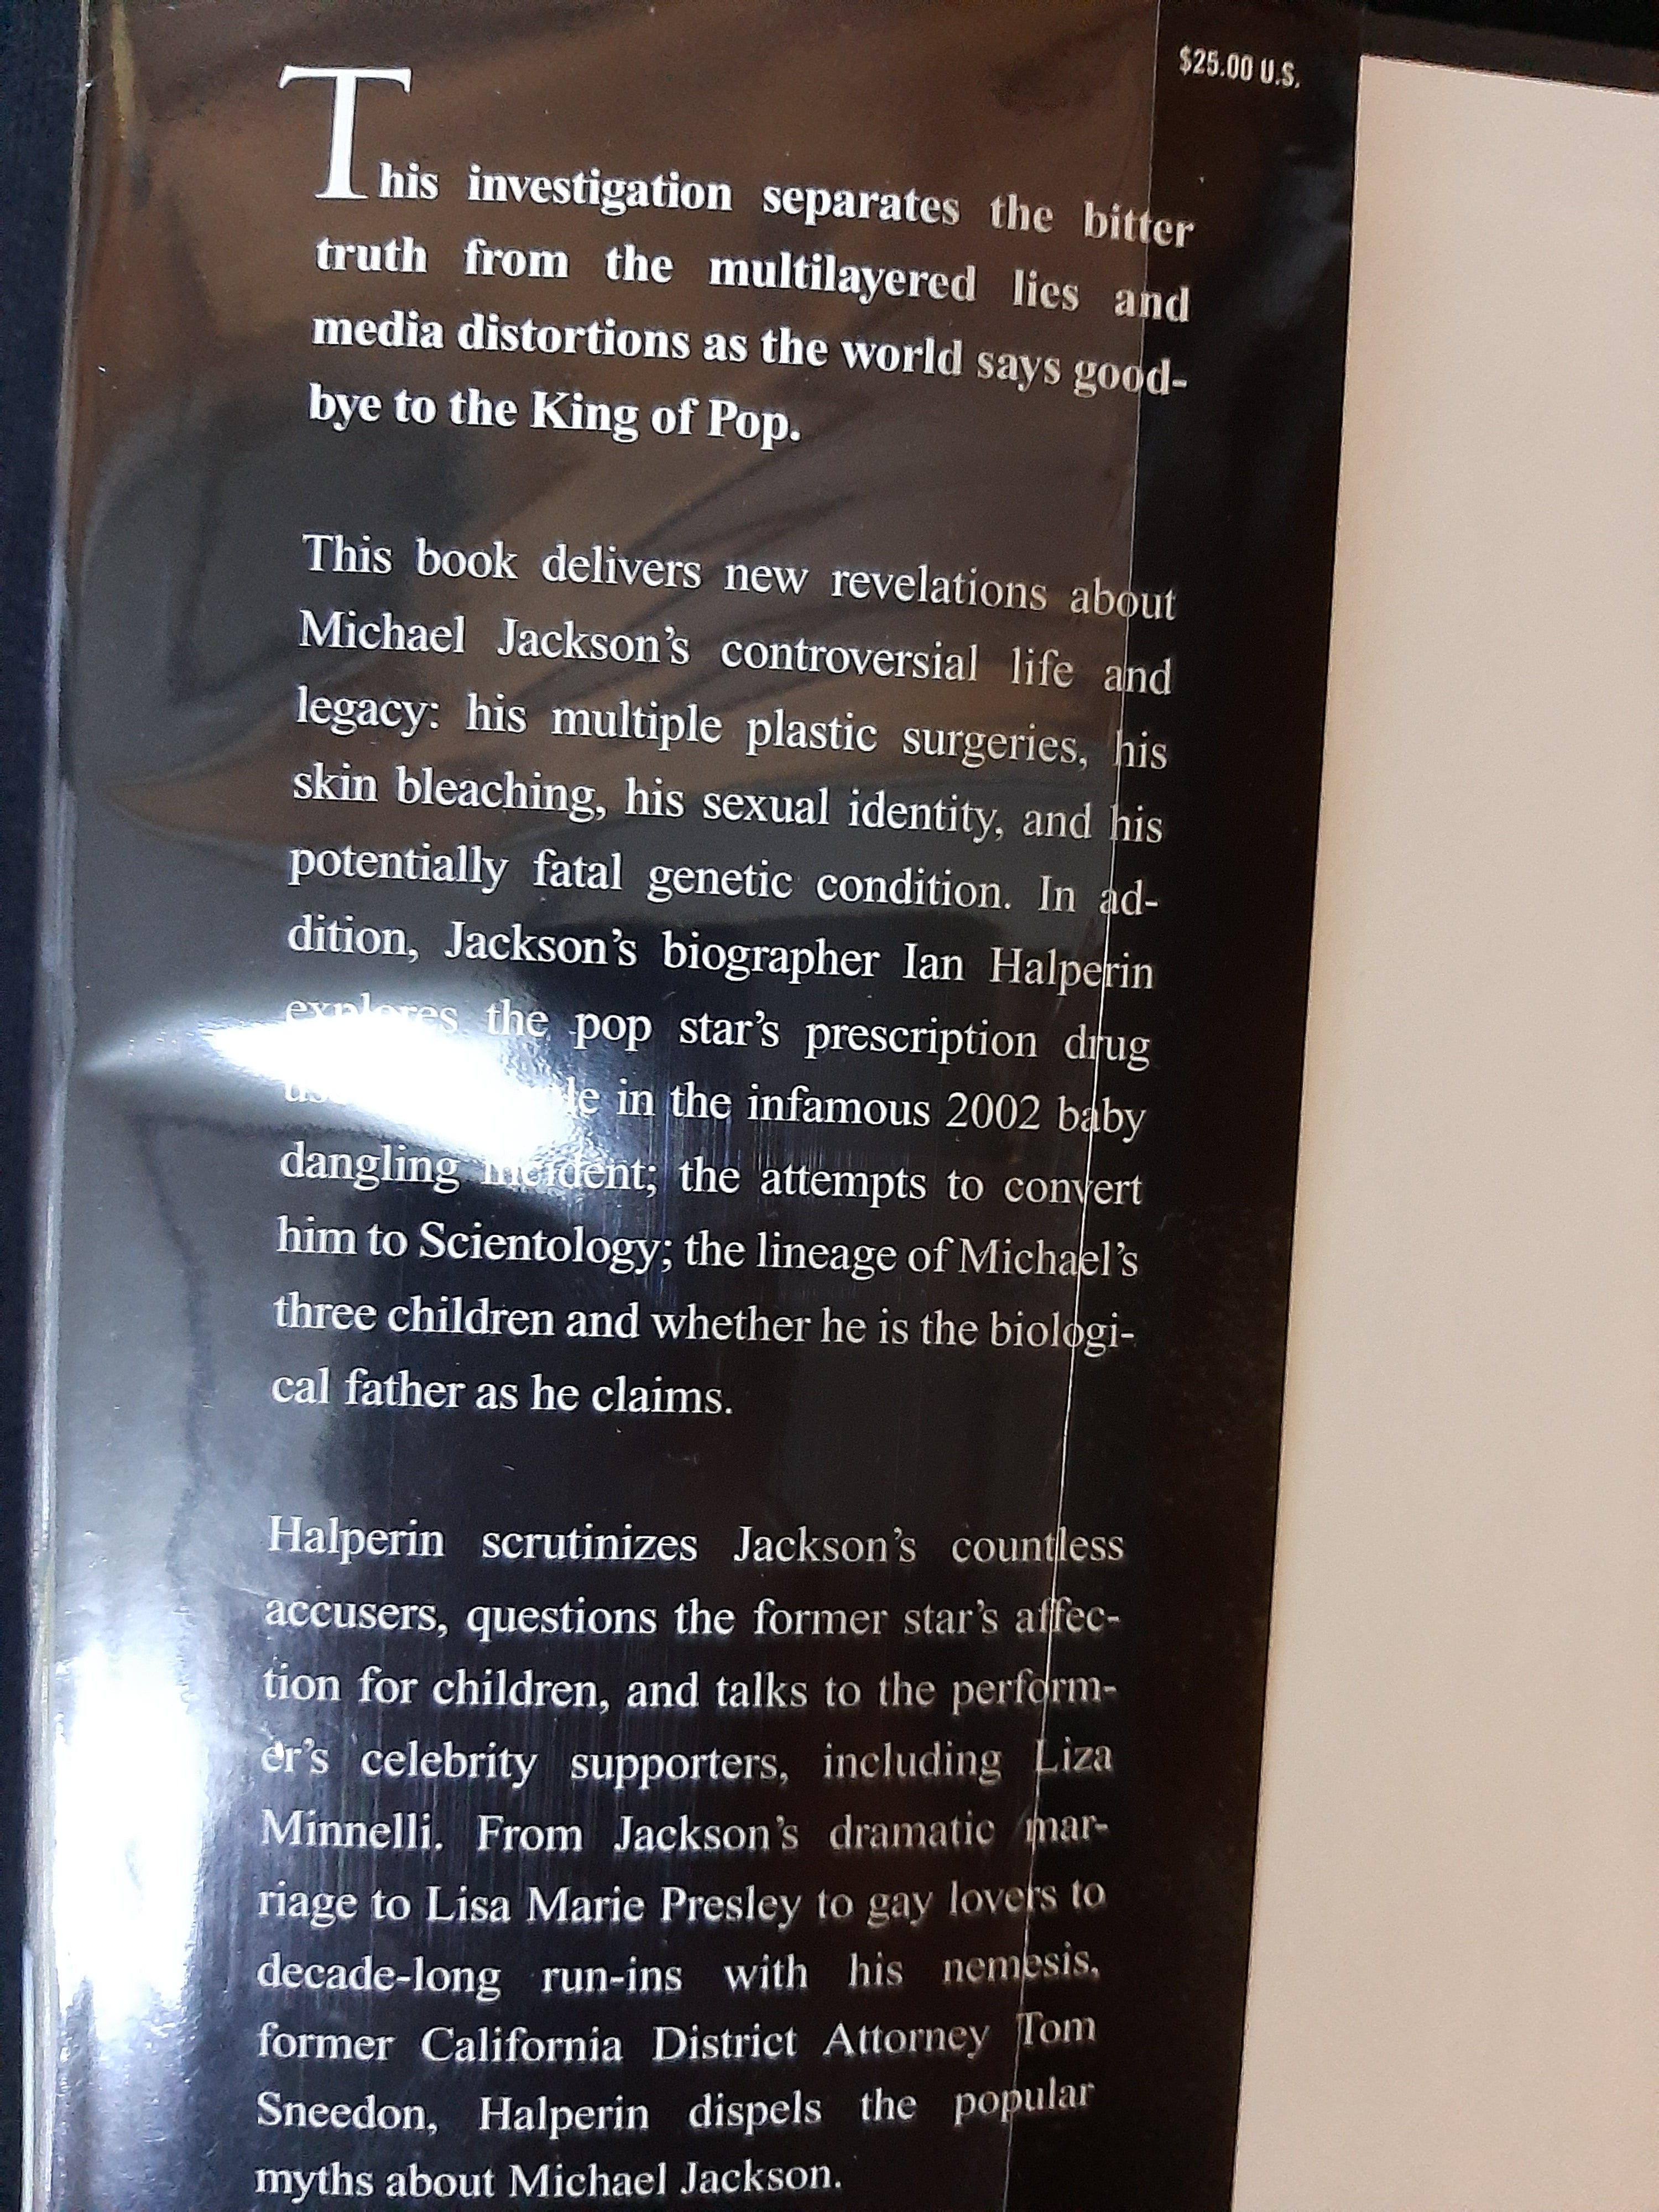 $25.00 U.S.
This investigation separates the bitter
truth from the multilayered lies and
media distortions as the world says good-
bye to the King of Pop.
This book delivers new revelations about
Michael Jackson's controversial life and
legacy: his multiple plastic surgeries, his
skin bleaching, his sexual identity, and his
potentially fatal genetic condition. In ad-
dition, Jackson's biographer Ian Halperin
explores the pop star's prescription drug
in the infamous 2002 baby
dangling incident; the attempts to convert
him to Scientology; the lineage of Michael's
three children and whether he is the biologi-
cal father as he claims.
Halperin scrutinizes Jackson's countless
accusers, questions the former star's affec-
tion for children, and talks to the perform-
er's celebrity supporters, including Liza
Minnelli. From Jackson's dramatic mar-
riage to Lisa Marie Presley to gay lovers to
decade-long run-ins with his nemesis,
former California District Attorney Tom
Sneedon, Halperin dispels the popular
myths about Michael Jackson.